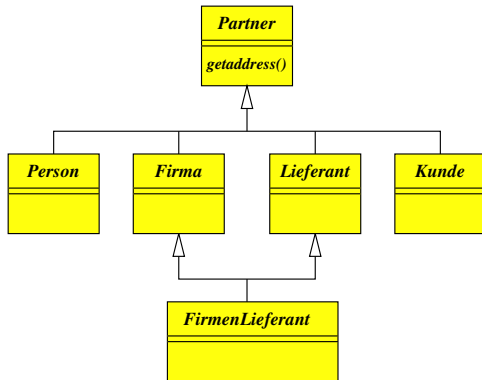 Partner
getaddress()
Person
Firma
Lieferant
Kunde
FirmenLieferant